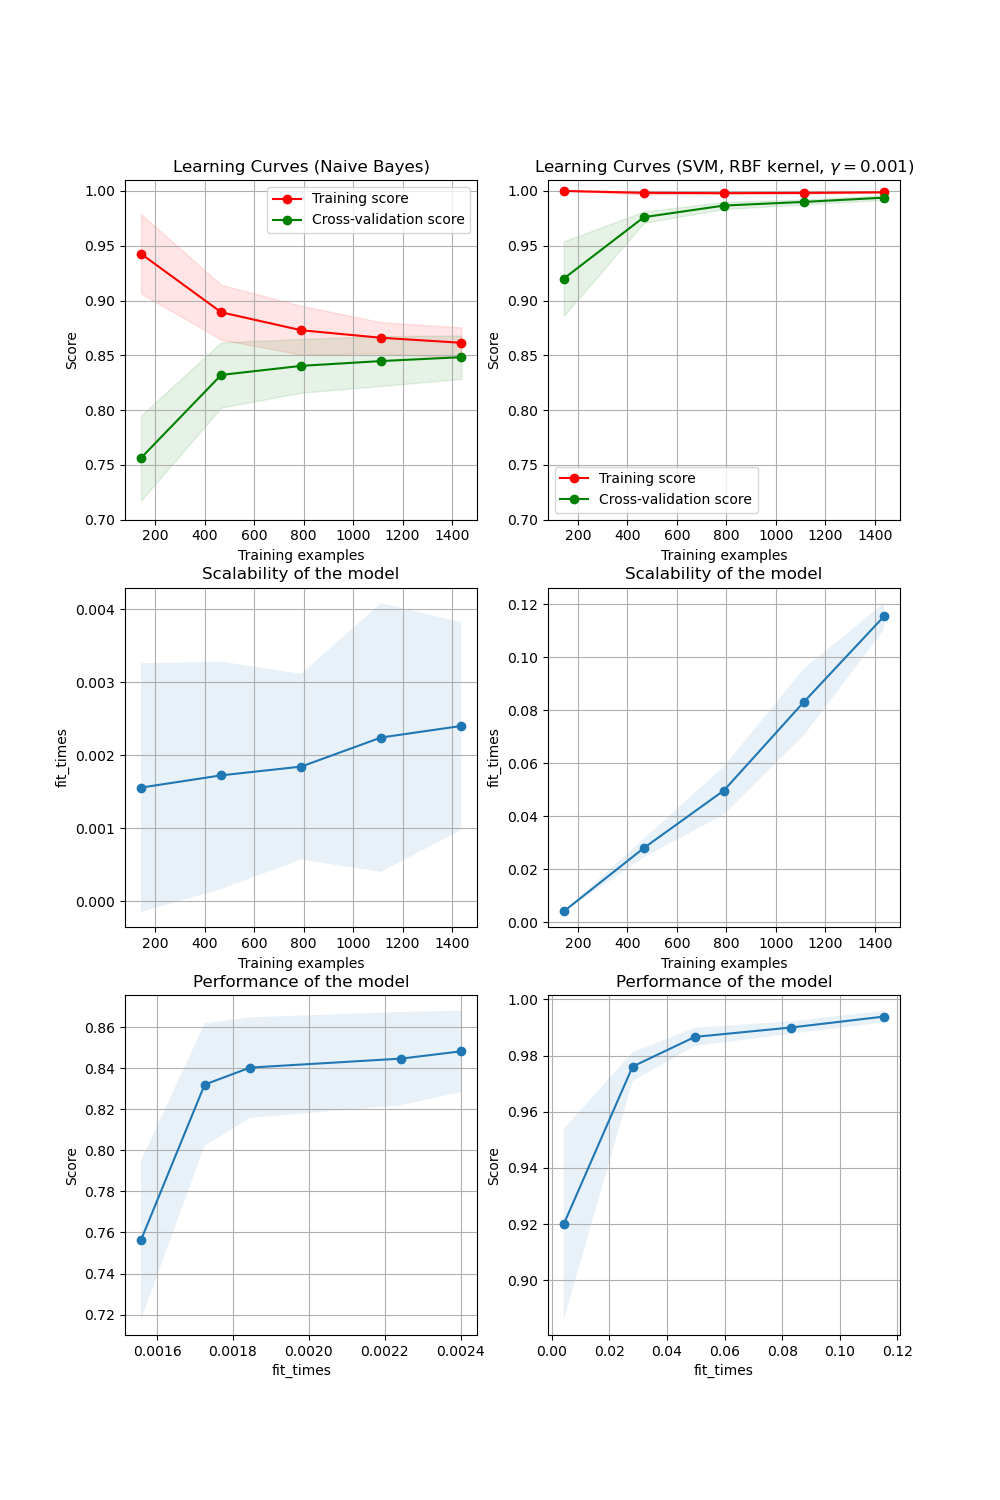 Learning Curves (Naive Bayes)
1.00
0.95
0.90
0.85
0.80
0.75
0.70
Score
Training score
Cross-validation score
200 400 600 800 1000 1200 1400
Training examples
Learning Curves (SVM, RBF kernel, γ = 0.001)
1.00
0.95
0.90
0.85
0.80
0.75
0.70
Score
Training score
Cross-validation score
200 400 600 800 1000 1200 1400
Training examples
Scalability of the model
0.004
0.003
0.002
0.001
0.000
fit_times
200 400 600 800 1000 1200 1400
Training examples
Scalability of the model
0.12
0.10
0.08
0.06
0.04
0.02
0.00
fit_times
200 400 600 800 1000 1200 1400
Training examples
Performance of the model
0.86
0.84
0.82
0.80
0.78
0.76
0.74
0.72
Score
0.0016 0.0018 0.0020 0.0022 0.0024
fit_times
Performance of the model
1.00
0.98
0.96
0.94
0.92
0.90
Score
0.00 0.02 0.04 0.06 0.08 0.10 0.12
fit_times